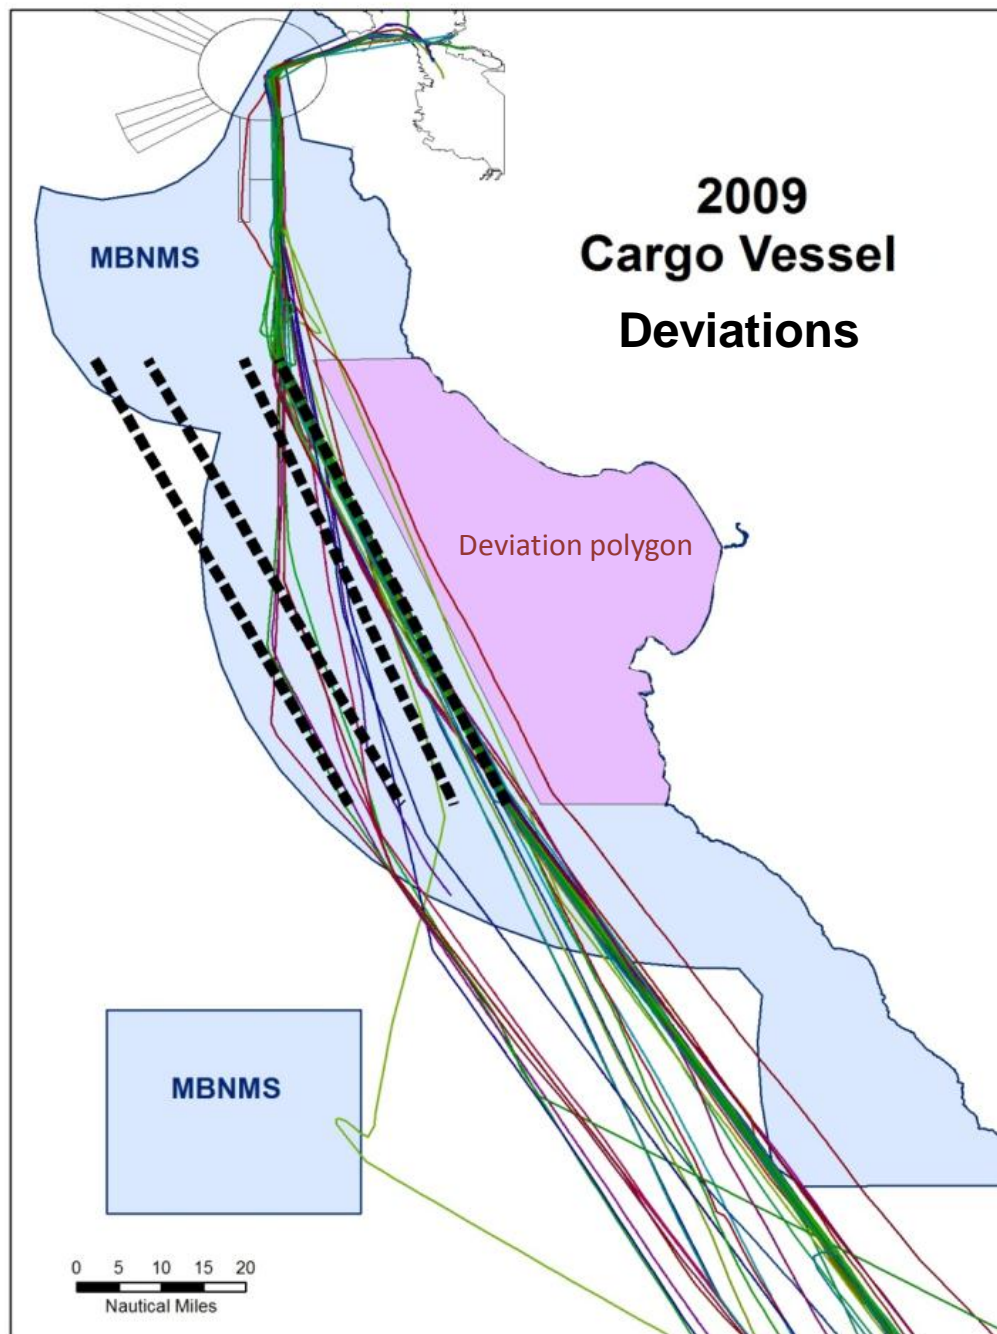 2009
Cargo Vessel
Deviations
MBNMS
Deviation polygon
MBNMS
0 5 10 15 20
Nautical Miles